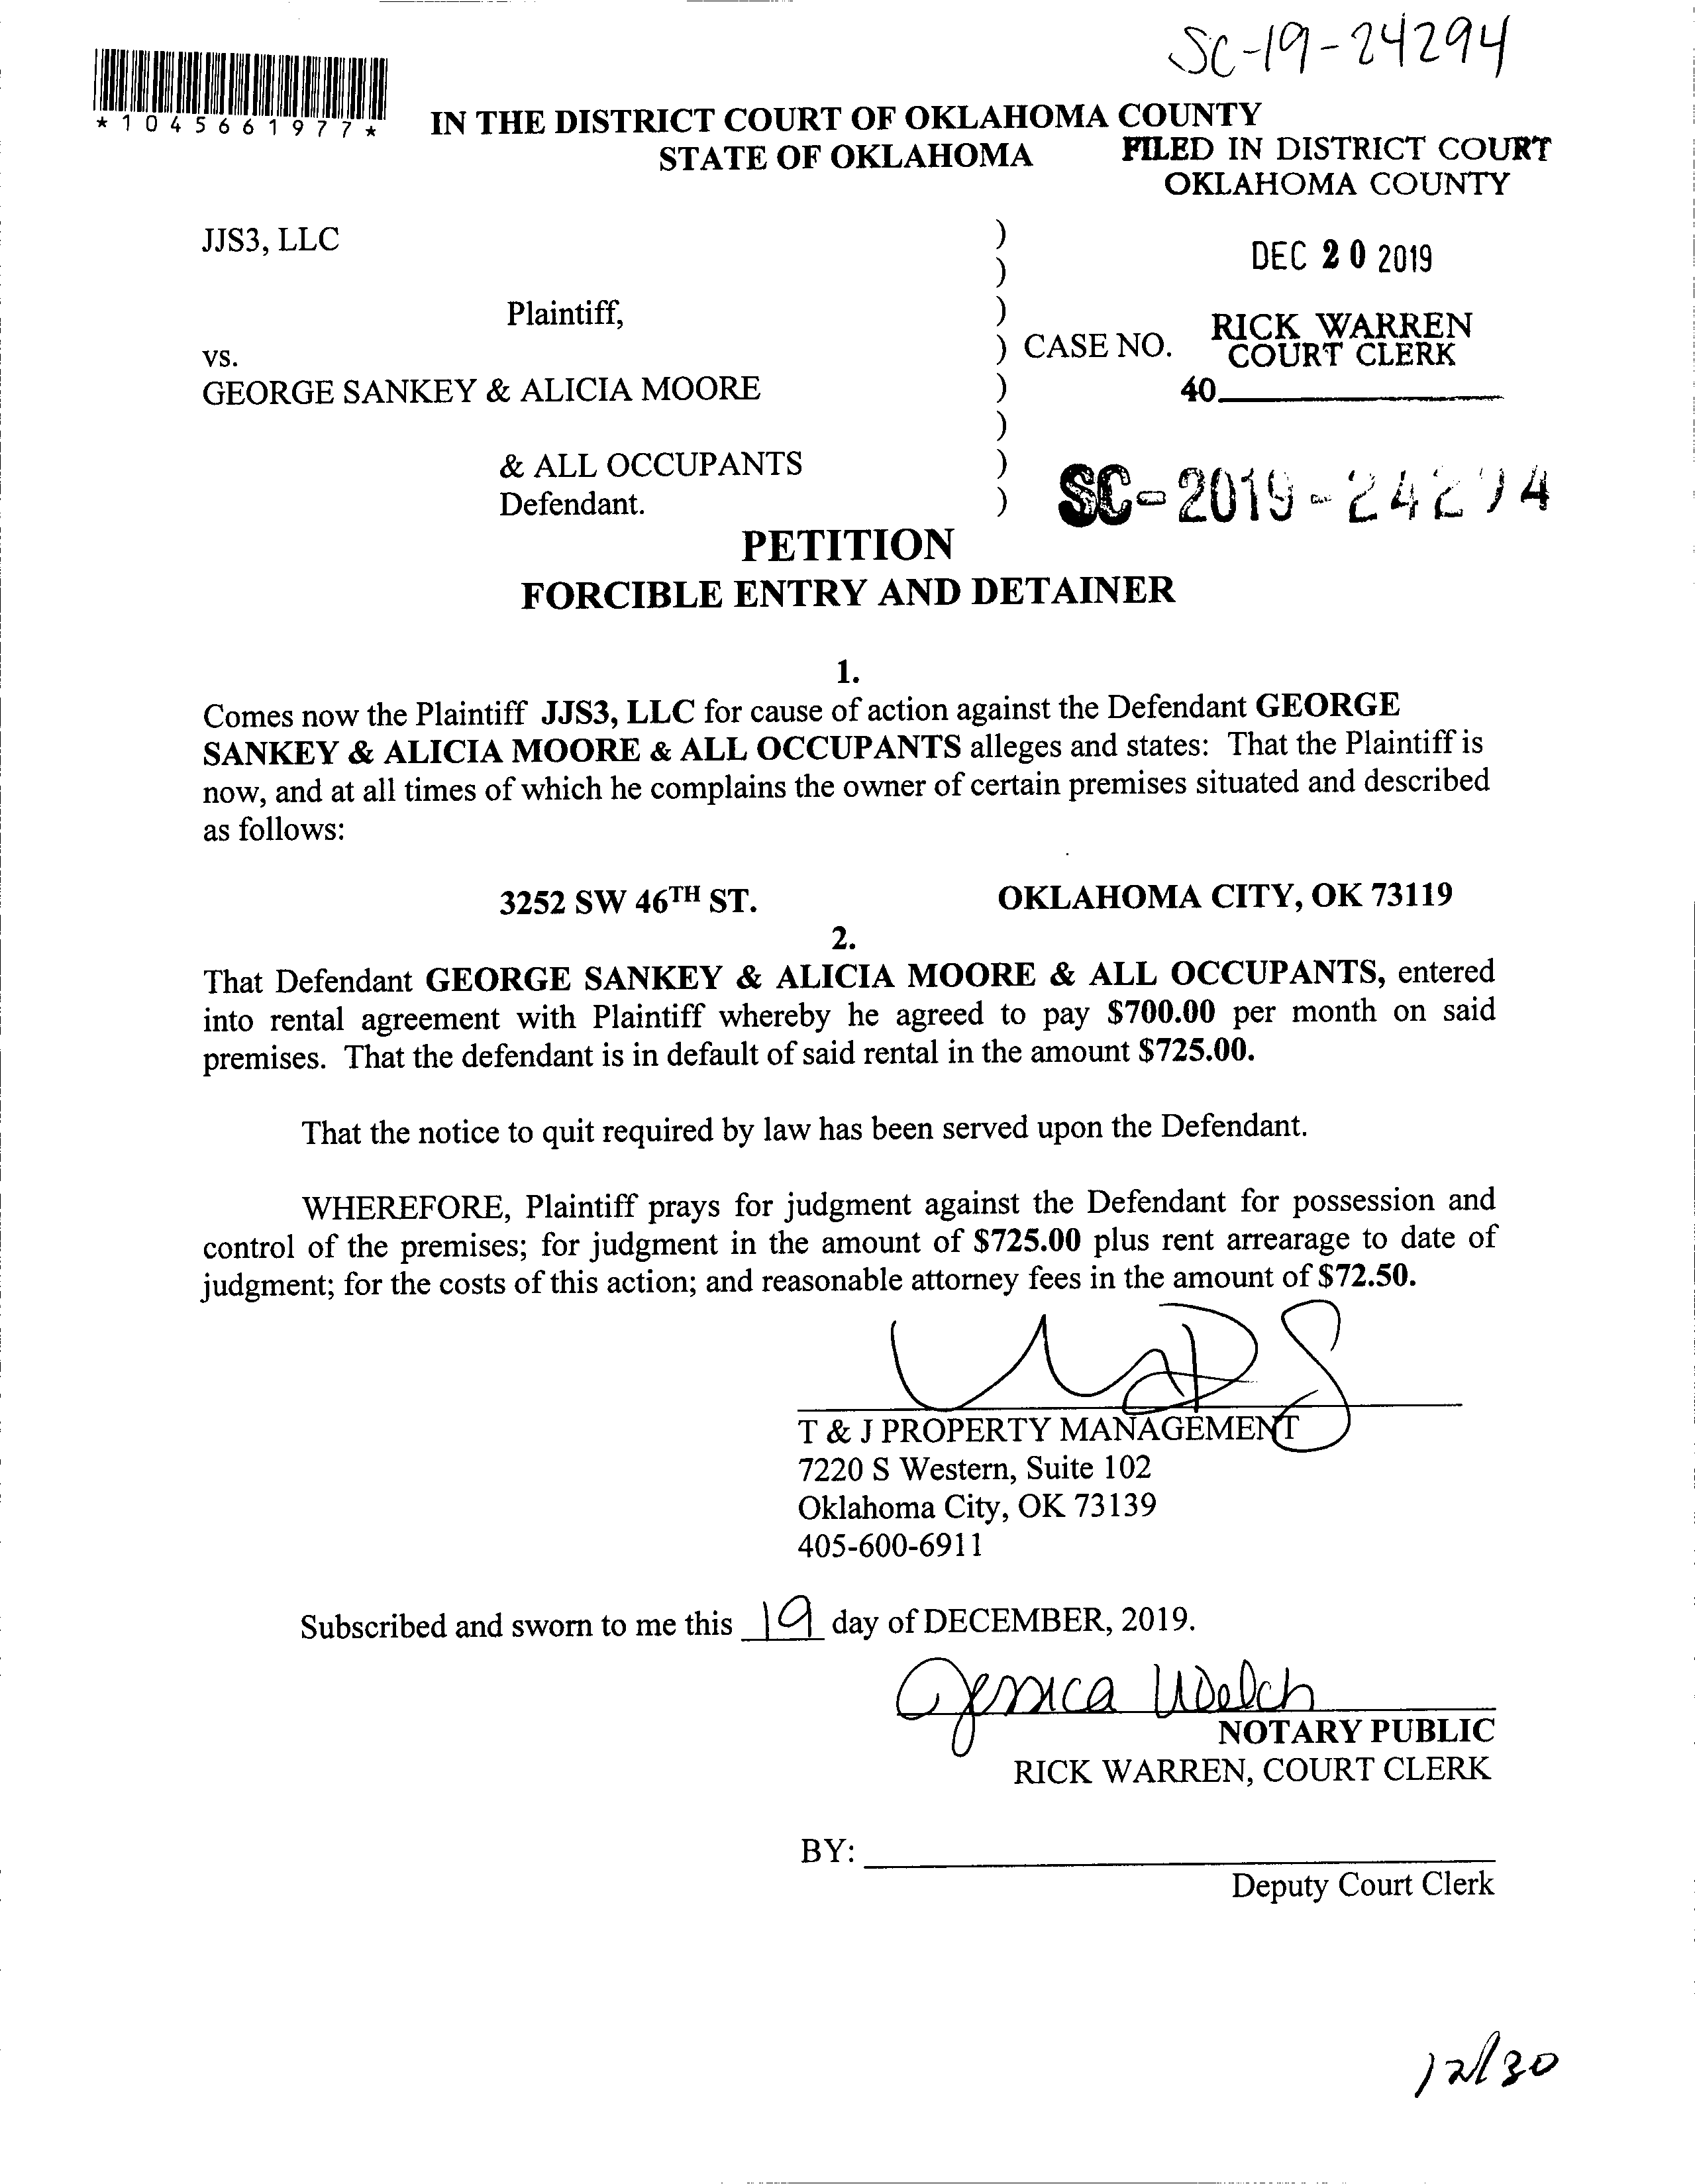 SC-19-24294
*1045661977*
IN THE DISTRICT COURT OF OKLAHOMA COUNTY
STATE OF OKLAHOMA
FILED IN DISTRICT COURT
OKLAHOMA COUNTY
JJS3, LLC )
)
DEC 20 2019
Plaintiff, )
RICK WARREN
vs. ) CASE NO. COURT CLERK
GEORGE SANKEY & ALICIA MOORE )
40
)
& ALL OCCUPANTS )
Defendant. )
SC-2019-24294
PETITION
FORCIBLE ENTRY AND DETAINER
1.
Comes now the Plaintiff JJS3, LLC for cause of action against the Defendant GEORGE
SANKEY & ALICIA MOORE & ALL OCCUPANTS alleges and states: That the Plaintiff is
now, and at all times of which he complains the owner of certain premises situated and described
as follows:
3252 SW 46TH ST. OKLAHOMA CITY, OK 73119
2.
That Defendant GEORGE SANKEY & ALICIA MOORE & ALL OCCUPANTS, entered
into rental agreement with Plaintiff whereby he agreed to pay $700.00 per month on said
premises. That the defendant is in default of said rental in the amount $725.00.
That the notice to quit required by law has been served upon the Defendant.
WHEREFORE, Plaintiff prays for judgment against the Defendant for possession and
control of the premises; for judgment in the amount of $725.00 plus rent arrearage to date of
judgment; for the costs of this action; and reasonable attorney fees in the amount of $72.50.
T & J PROPERTY MANAGEMENT
7220 S Western, Suite 102
Oklahoma City, OK 73139
405-600-6911
Subscribed and sworn to me this 19 day of DECEMBER, 2019.
Jessica Welch
NOTARY PUBLIC
RICK WARREN, COURT CLERK
BY:
Deputy Court Clerk
12/30